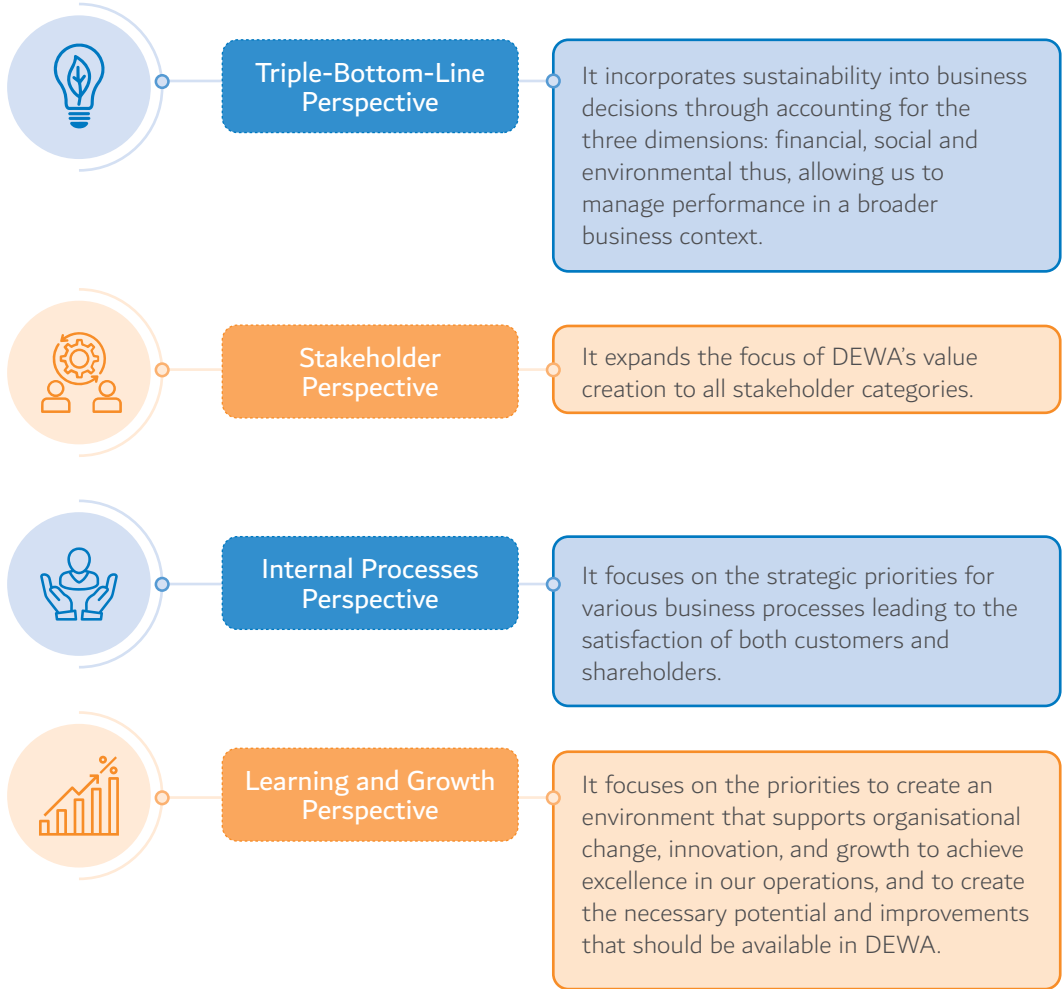 Triple-Bottom-Line
Perspective
It incorporates sustainability into business
decisions through accounting for the
three dimensions: financial, social and
environmental thus, allowing us to
manage performance in a broader
business context.
Stakeholder
Perspective
It expands the focus of DEWA’s value
creation to all stakeholder categories.
Internal Processes
Perspective
It focuses on the strategic priorities for
various business processes leading to the
satisfaction of both customers and
shareholders.
%
Learning and Growth
Perspective
It focuses on the priorities to create an
environment that supports organisational
change, innovation, and growth to achieve
excellence in our operations, and to create
the necessary potential and improvements
that should be available in DEWA.